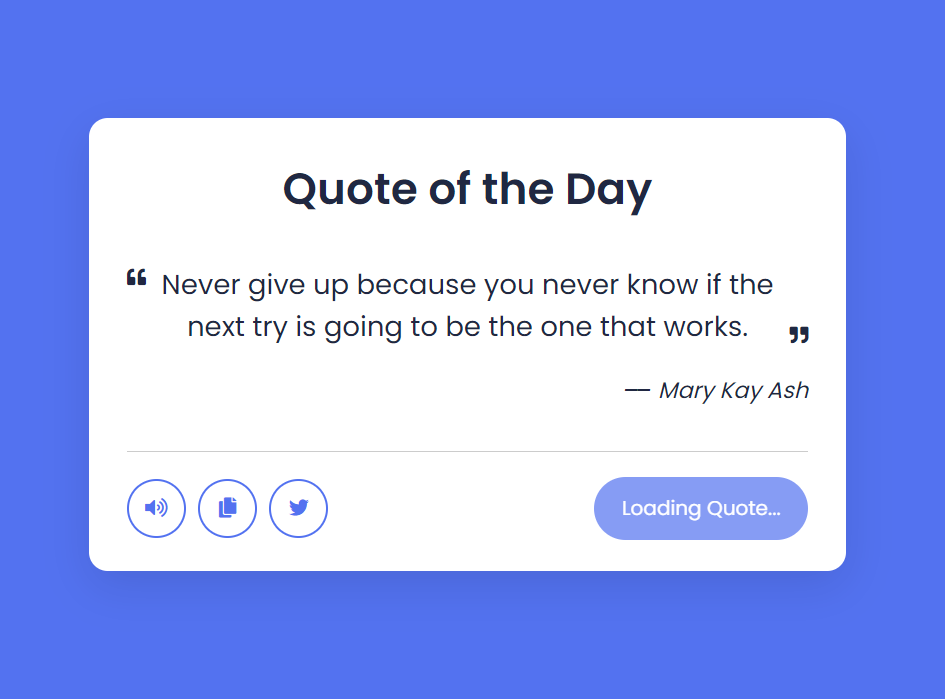 Quote of the Day
❝ Never give up because you never know if the
next try is going to be the one that works. ❞
— Mary Kay Ash
Loading Quote...